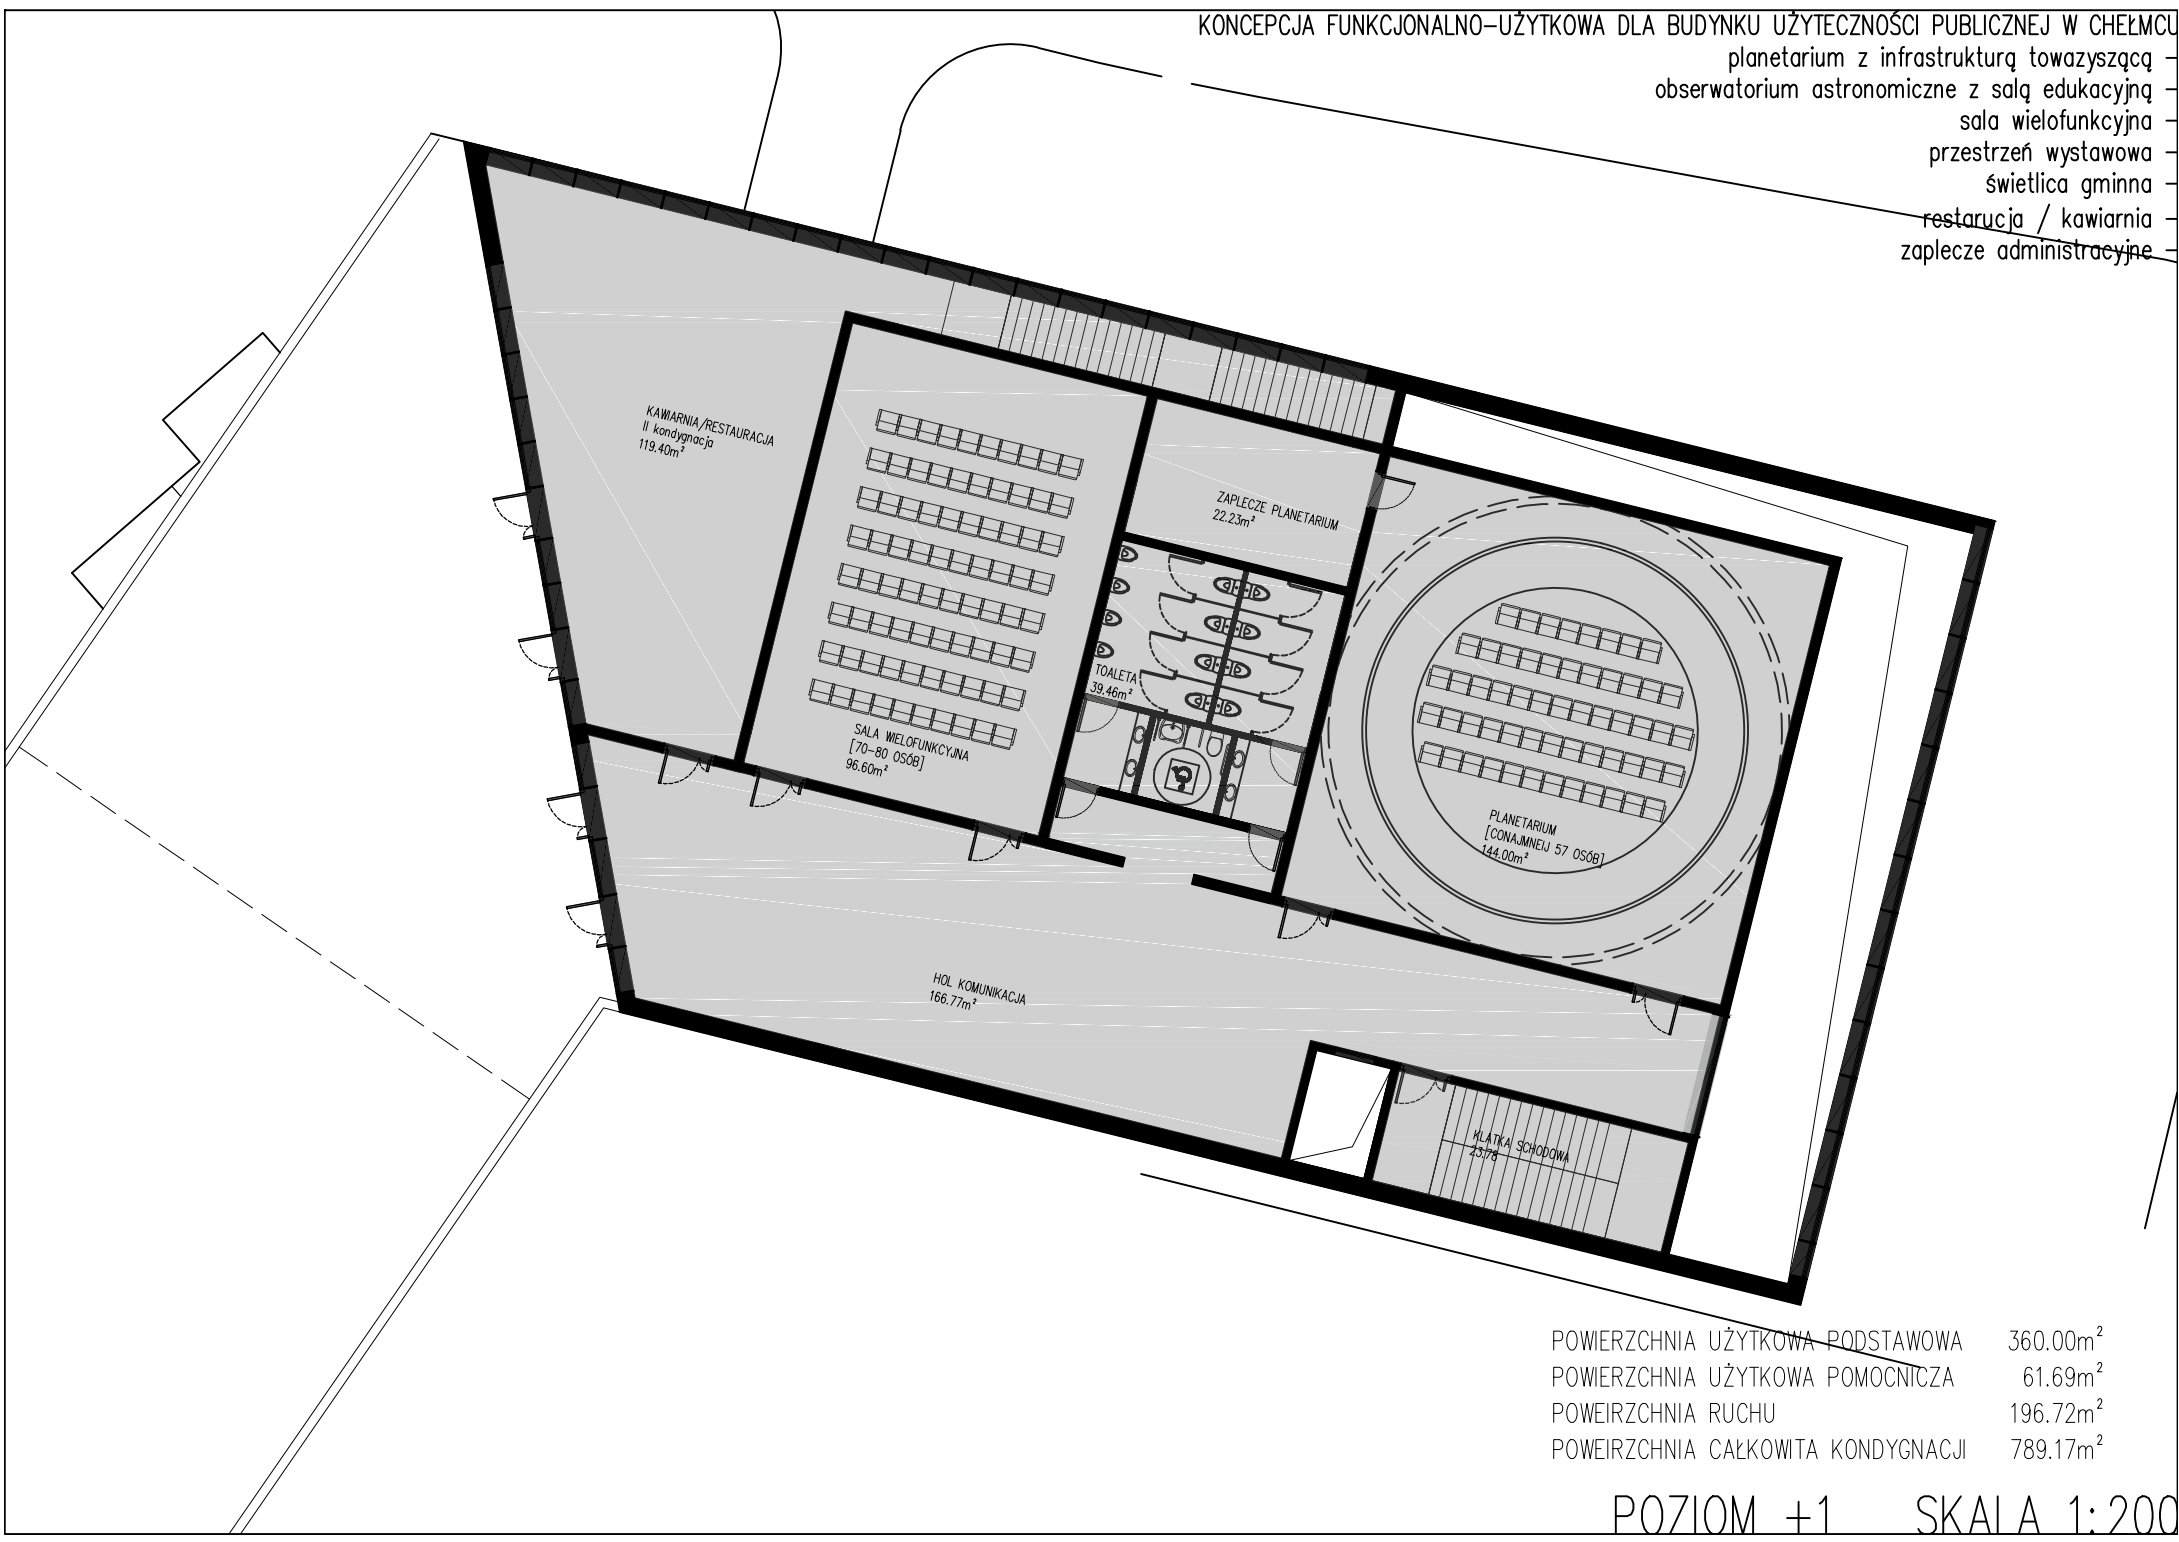 KONCEPCJA FUNKCJONALNO-UŻYTKOWA DLA BUDYNKU UŻYTECZNOŚCI PUBLICZNEJ W CHEŁMCU
planetarium z infrastrukturą towazyszącą -
obserwatorium astronomiczne z salą edukacyjną -
sala wielofunkcyjna -
przestrzeń wystawowa -
świetlica gminna -
restarucja / kawiarnia -
zaplecze administracyjne -
KAWIARNIA/RESTAURACJA
II kondygnacja
119.40m²
ZAPLECZE PLANETARIUM
22.23m²
TOALETA
39.46m²
SALA WIELOFUNKCYJNA
[70-80 OSÓB]
96.60m²
PLANETARIUM
[CONAJMNEIJ 57 OSÓB]
144.00m²
HOL KOMUNIKACJA
166.77m²
KLATKA SCHODOWA
23.78
POWIERZCHNIA UŻYTKOWA PODSTAWOWA 360.00m²
POWIERZCHNIA UŻYTKOWA POMOCNICZA 61.69m²
POWEIRZCHNIA RUCHU 196.72m²
POWEIRZCHNIA CAŁKOWITA KONDYGNACJI 789.17m²
POZIOM +1 SKALA 1:200